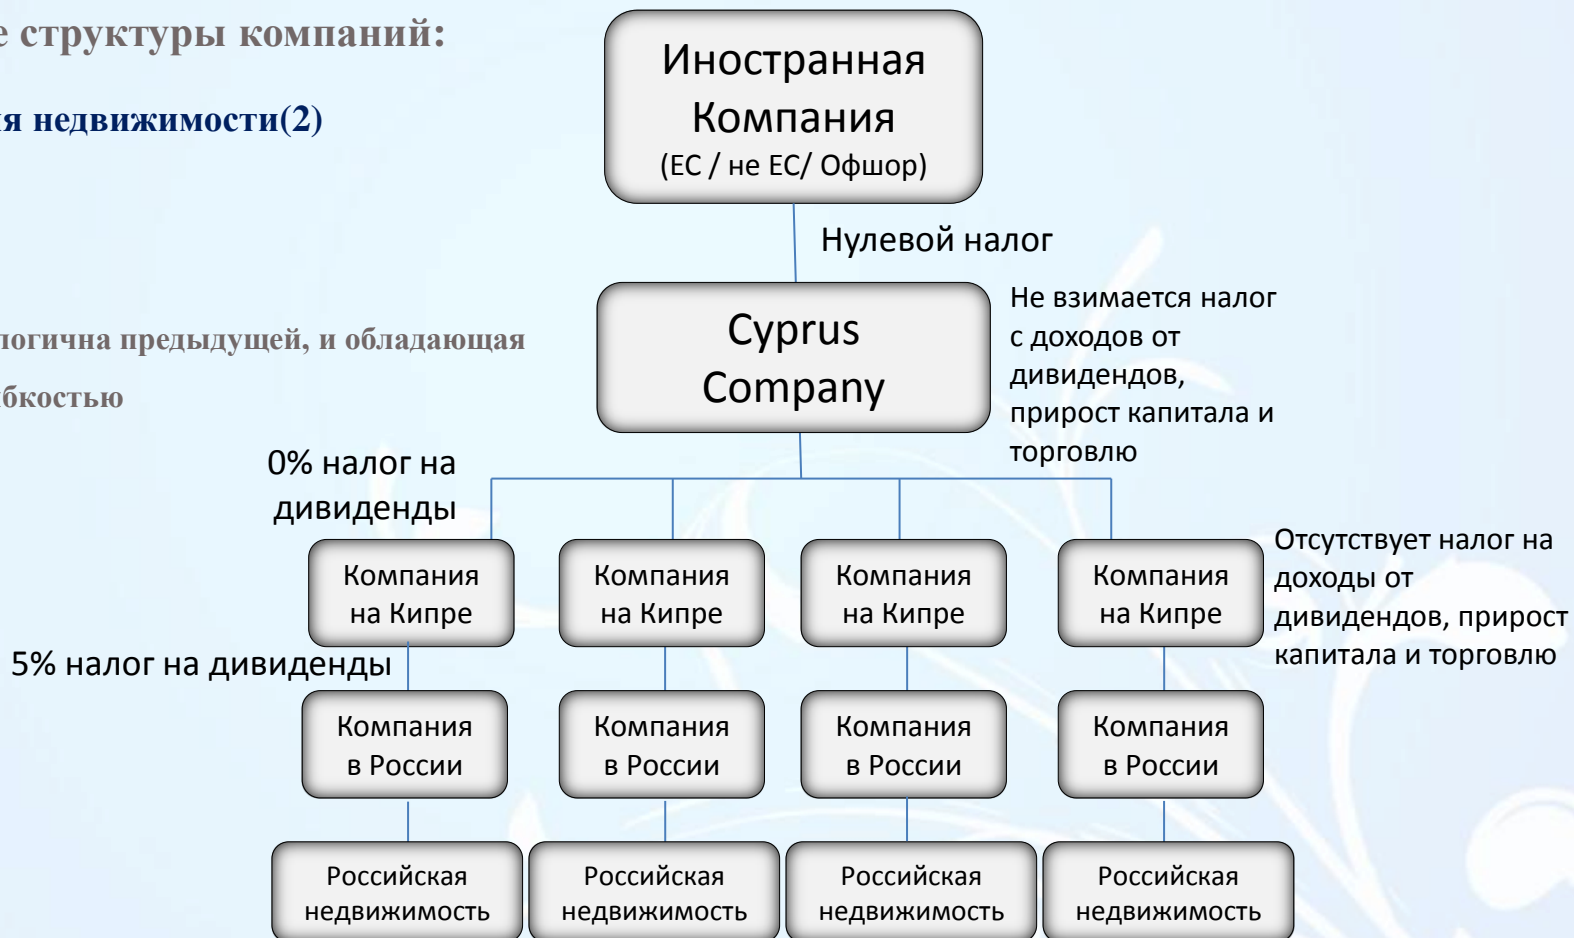 е структуры компаний:
ия недвижимости(2)
логична предыдущей, и обладающая
ибкостью
Иностранная
Компания
(ЕС / не ЕС/ Офшор)
Нулевой налог
Cyprus
Company
Не взимается налог
с доходов от
дивидендов,
прирост капитала и
торговлю
0% налог на
дивиденды
Компания
на Кипре
Компания
на Кипре
Компания
на Кипре
Компания
на Кипре
Отсутствует налог на
доходы от
дивидендов, прирост
капитала и торговлю
5% налог на дивиденды
Компания
в России
Компания
в России
Компания
в России
Компания
в России
Российская
недвижимость
Российская
недвижимость
Российская
недвижимость
Российская
недвижимость